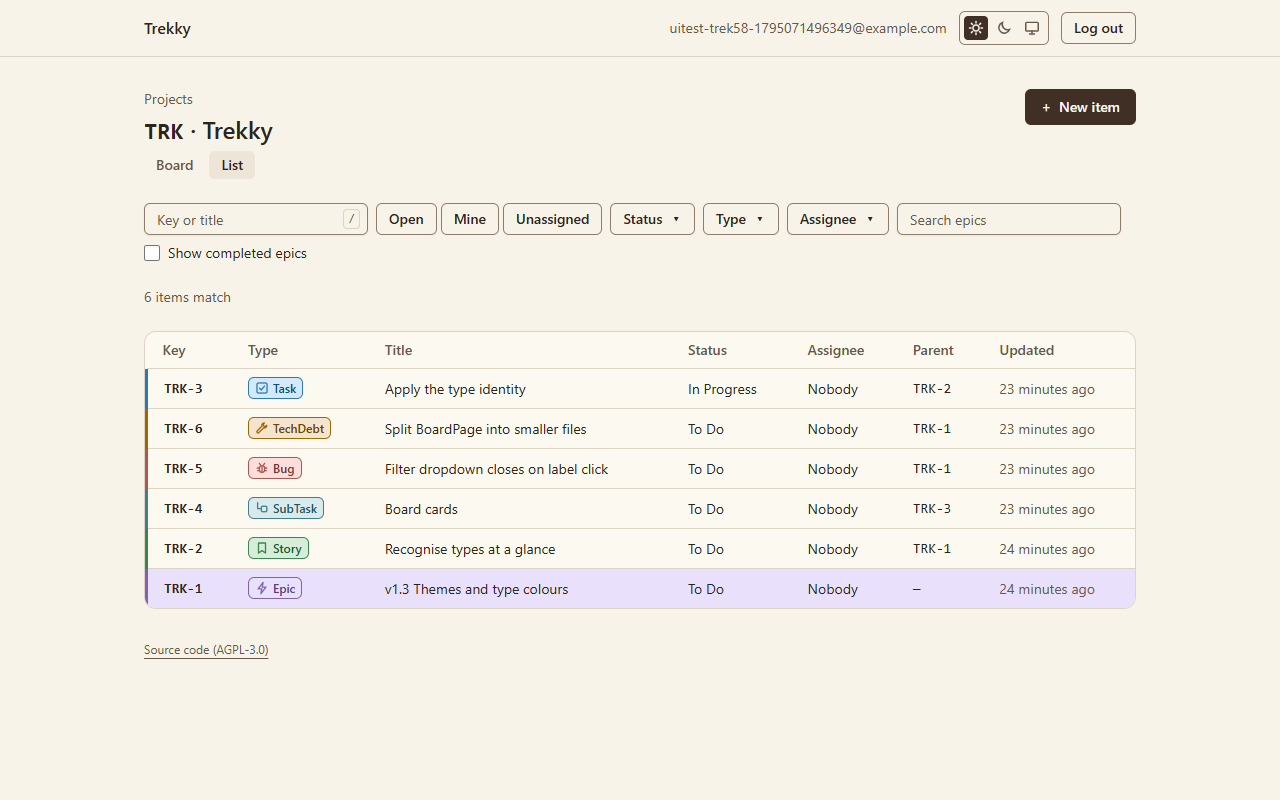 Trekky
uitest-trek58-1795071496349@example.com
Log out
Projects
TRK · Trekky
+ New item
Board List
Key or title /
Open Mine Unassigned Status Type Assignee Search epics
Show completed epics
6 items match
Key Type Title Status Assignee Parent Updated
TRK-3 Task Apply the type identity In Progress Nobody TRK-2 23 minutes ago
TRK-6 TechDebt Split BoardPage into smaller files To Do Nobody TRK-1 23 minutes ago
TRK-5 Bug Filter dropdown closes on label click To Do Nobody TRK-1 23 minutes ago
TRK-4 SubTask Board cards To Do Nobody TRK-3 23 minutes ago
TRK-2 Story Recognise types at a glance To Do Nobody TRK-1 24 minutes ago
TRK-1 Epic v1.3 Themes and type colours To Do Nobody – 24 minutes ago
Source code (AGPL-3.0)